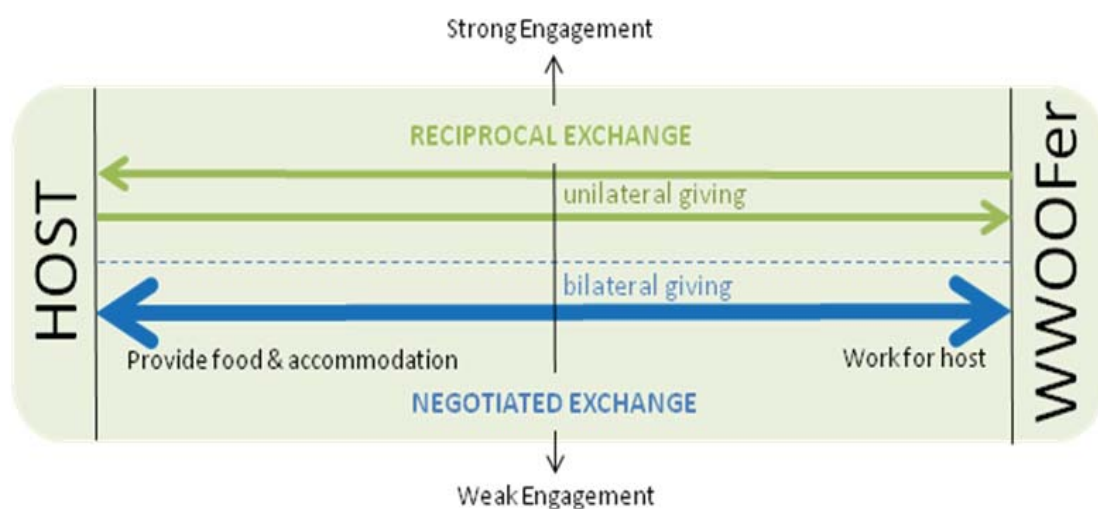 Strong Engagement
RECIPROCAL EXCHANGE
unilateral giving
HOST
WWOOFer
bilateral giving
Provide food & accommodation
Work for host
NEGOTIATED EXCHANGE
Weak Engagement